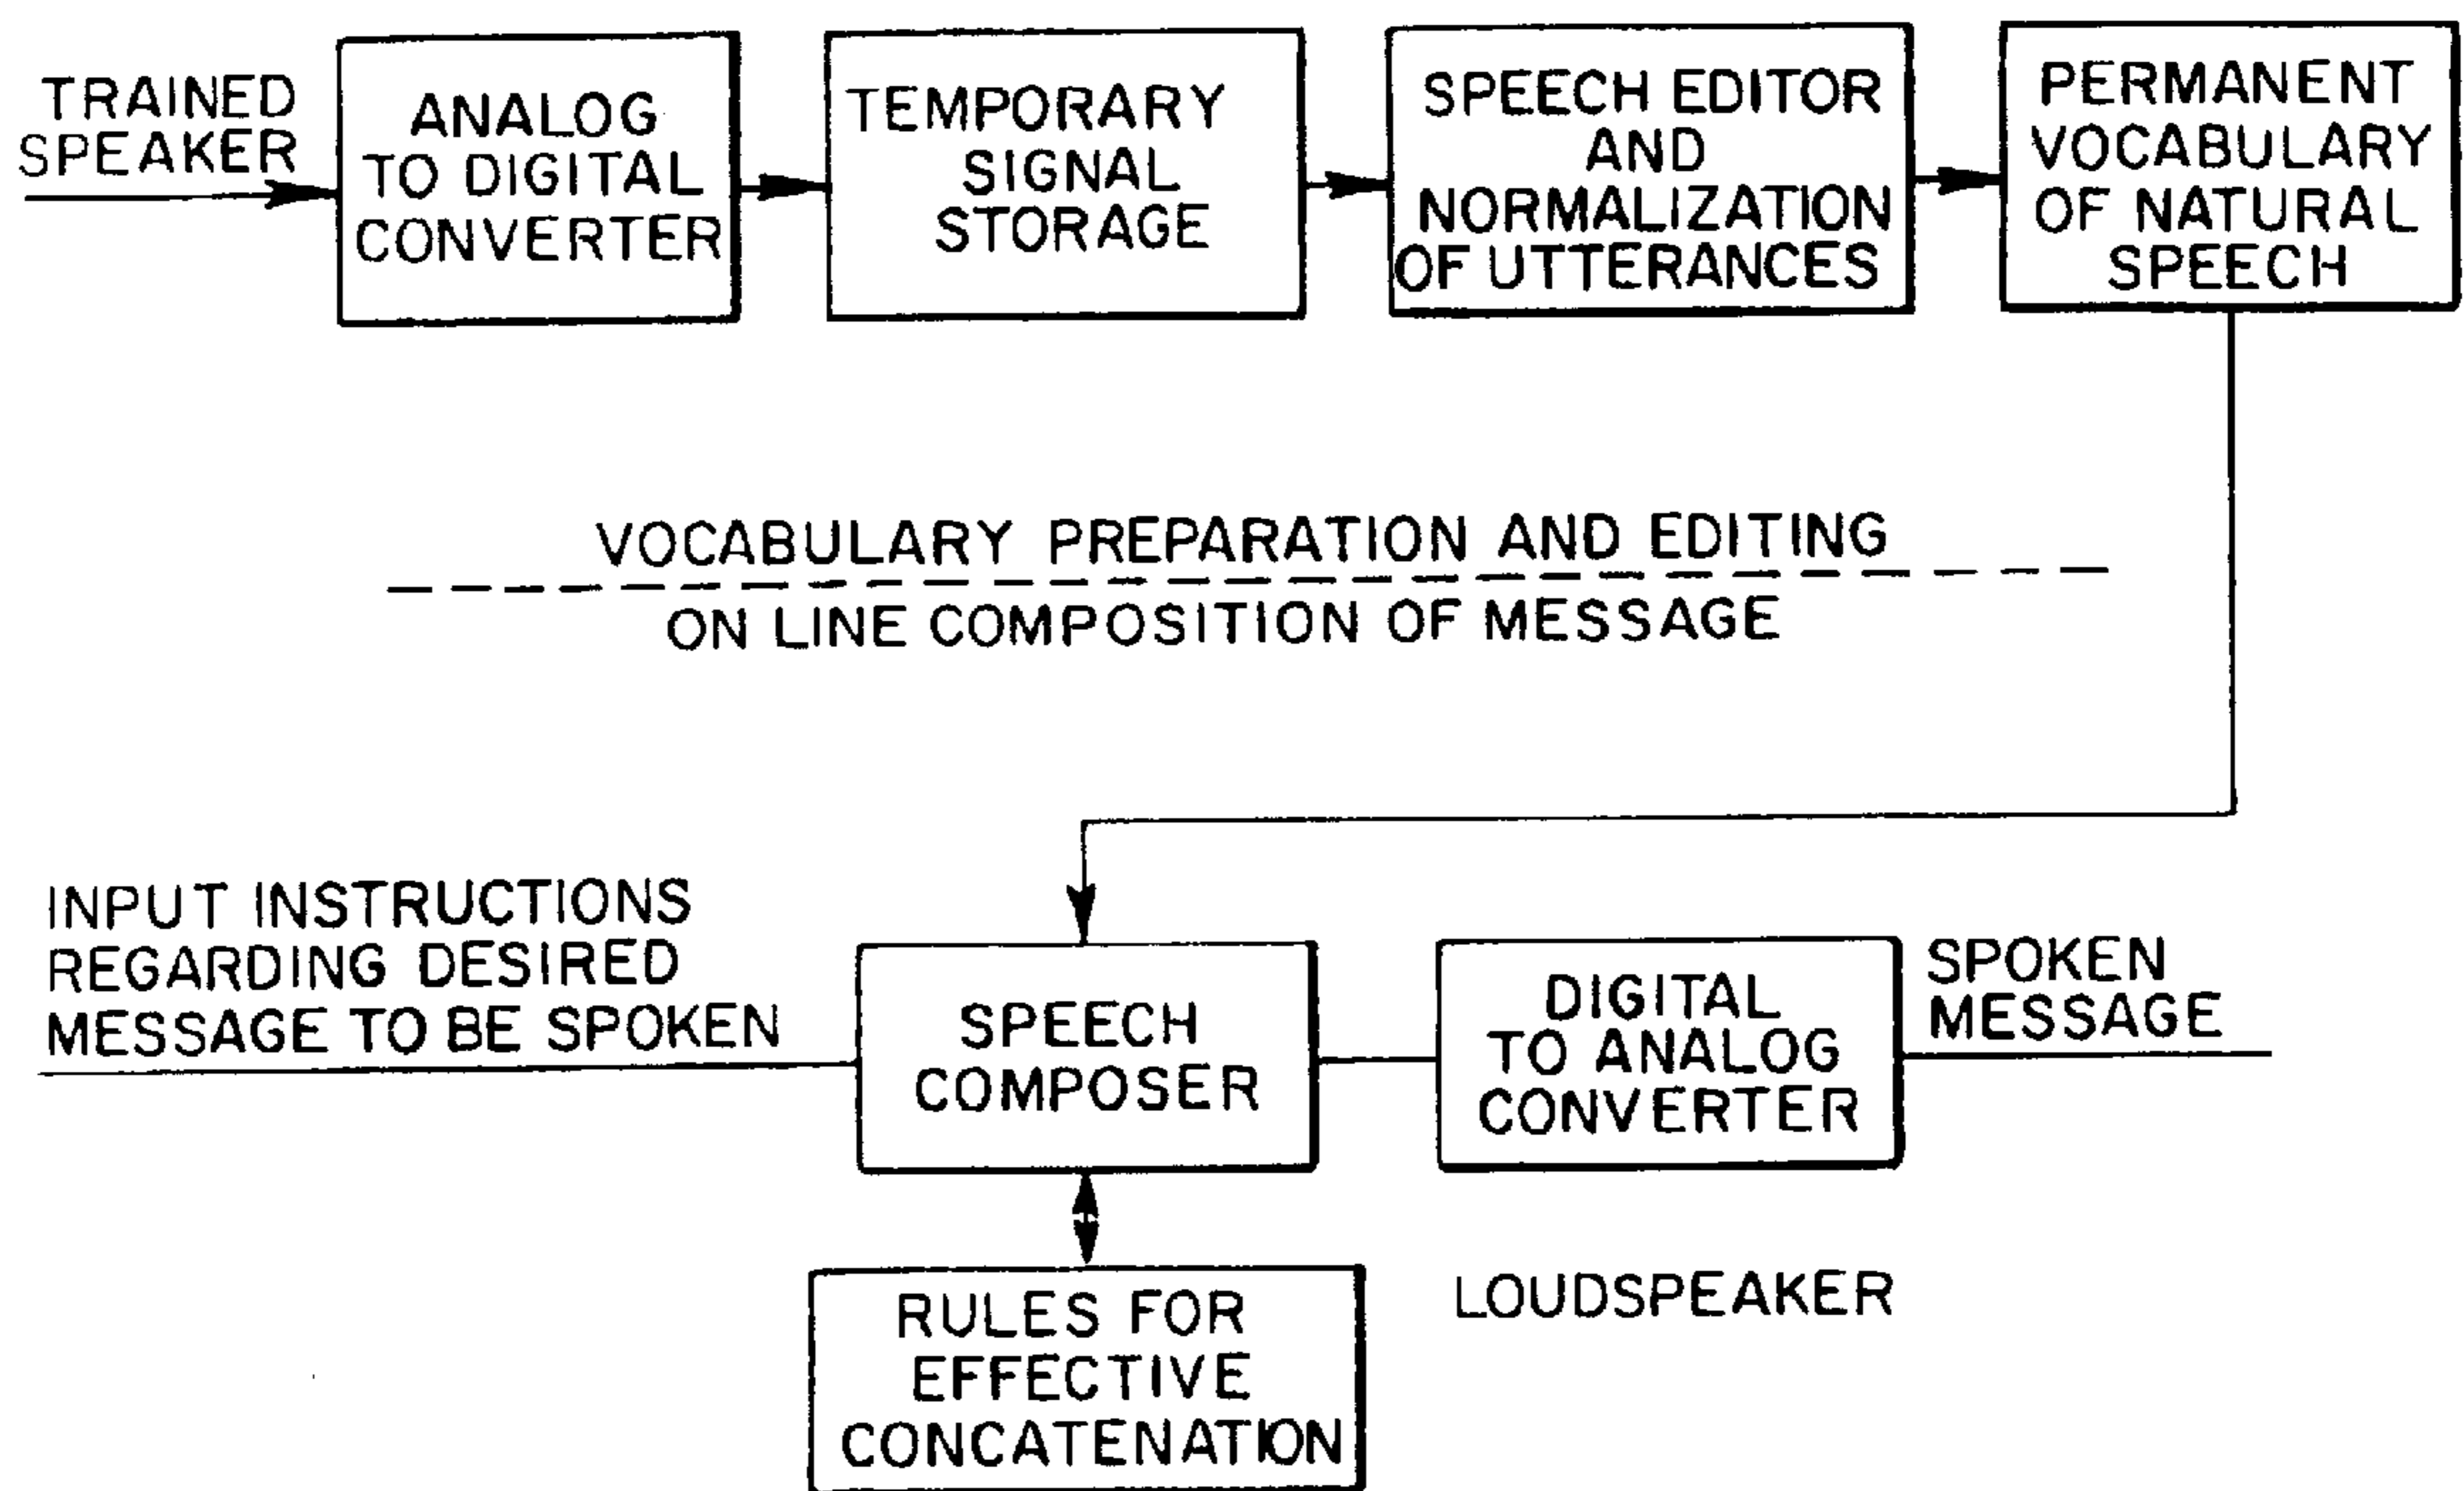 TRAINED
SPEAKER
ANALOG
TO DIGITAL
CONVERTER
TEMPORARY
SIGNAL
STORAGE
SPEECH EDITOR
AND
NORMALIZATION
OF UTTERANCES
PERMANENT
VOCABULARY
OF NATURAL
SPEECH
VOCABULARY PREPARATION AND EDITING
ON LINE COMPOSITION OF MESSAGE
INPUT INSTRUCTIONS
REGARDING DESIRED
MESSAGE TO BE SPOKEN
SPEECH
COMPOSER
DIGITAL
TO ANALOG
CONVERTER
SPOKEN
MESSAGE
RULES FOR
EFFECTIVE
CONCATENATION
LOUDSPEAKER